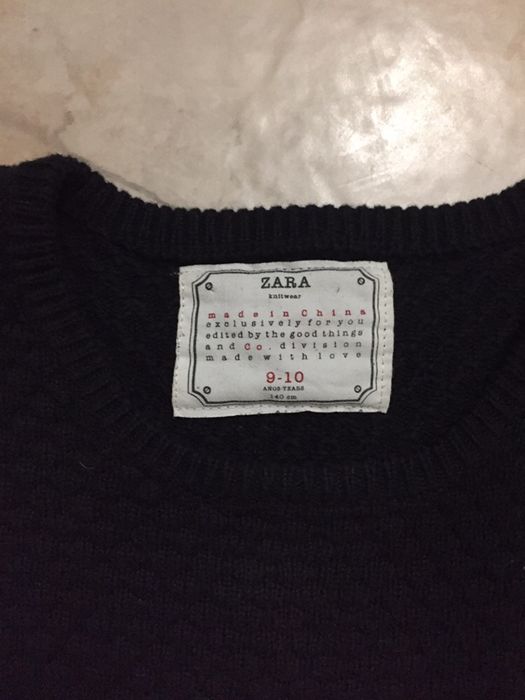 ZARA
knitwear
made in China
exclusively for you
edited by the good things
and Co. division
made with love
9-10
AÑOS-YEARS
140 cm